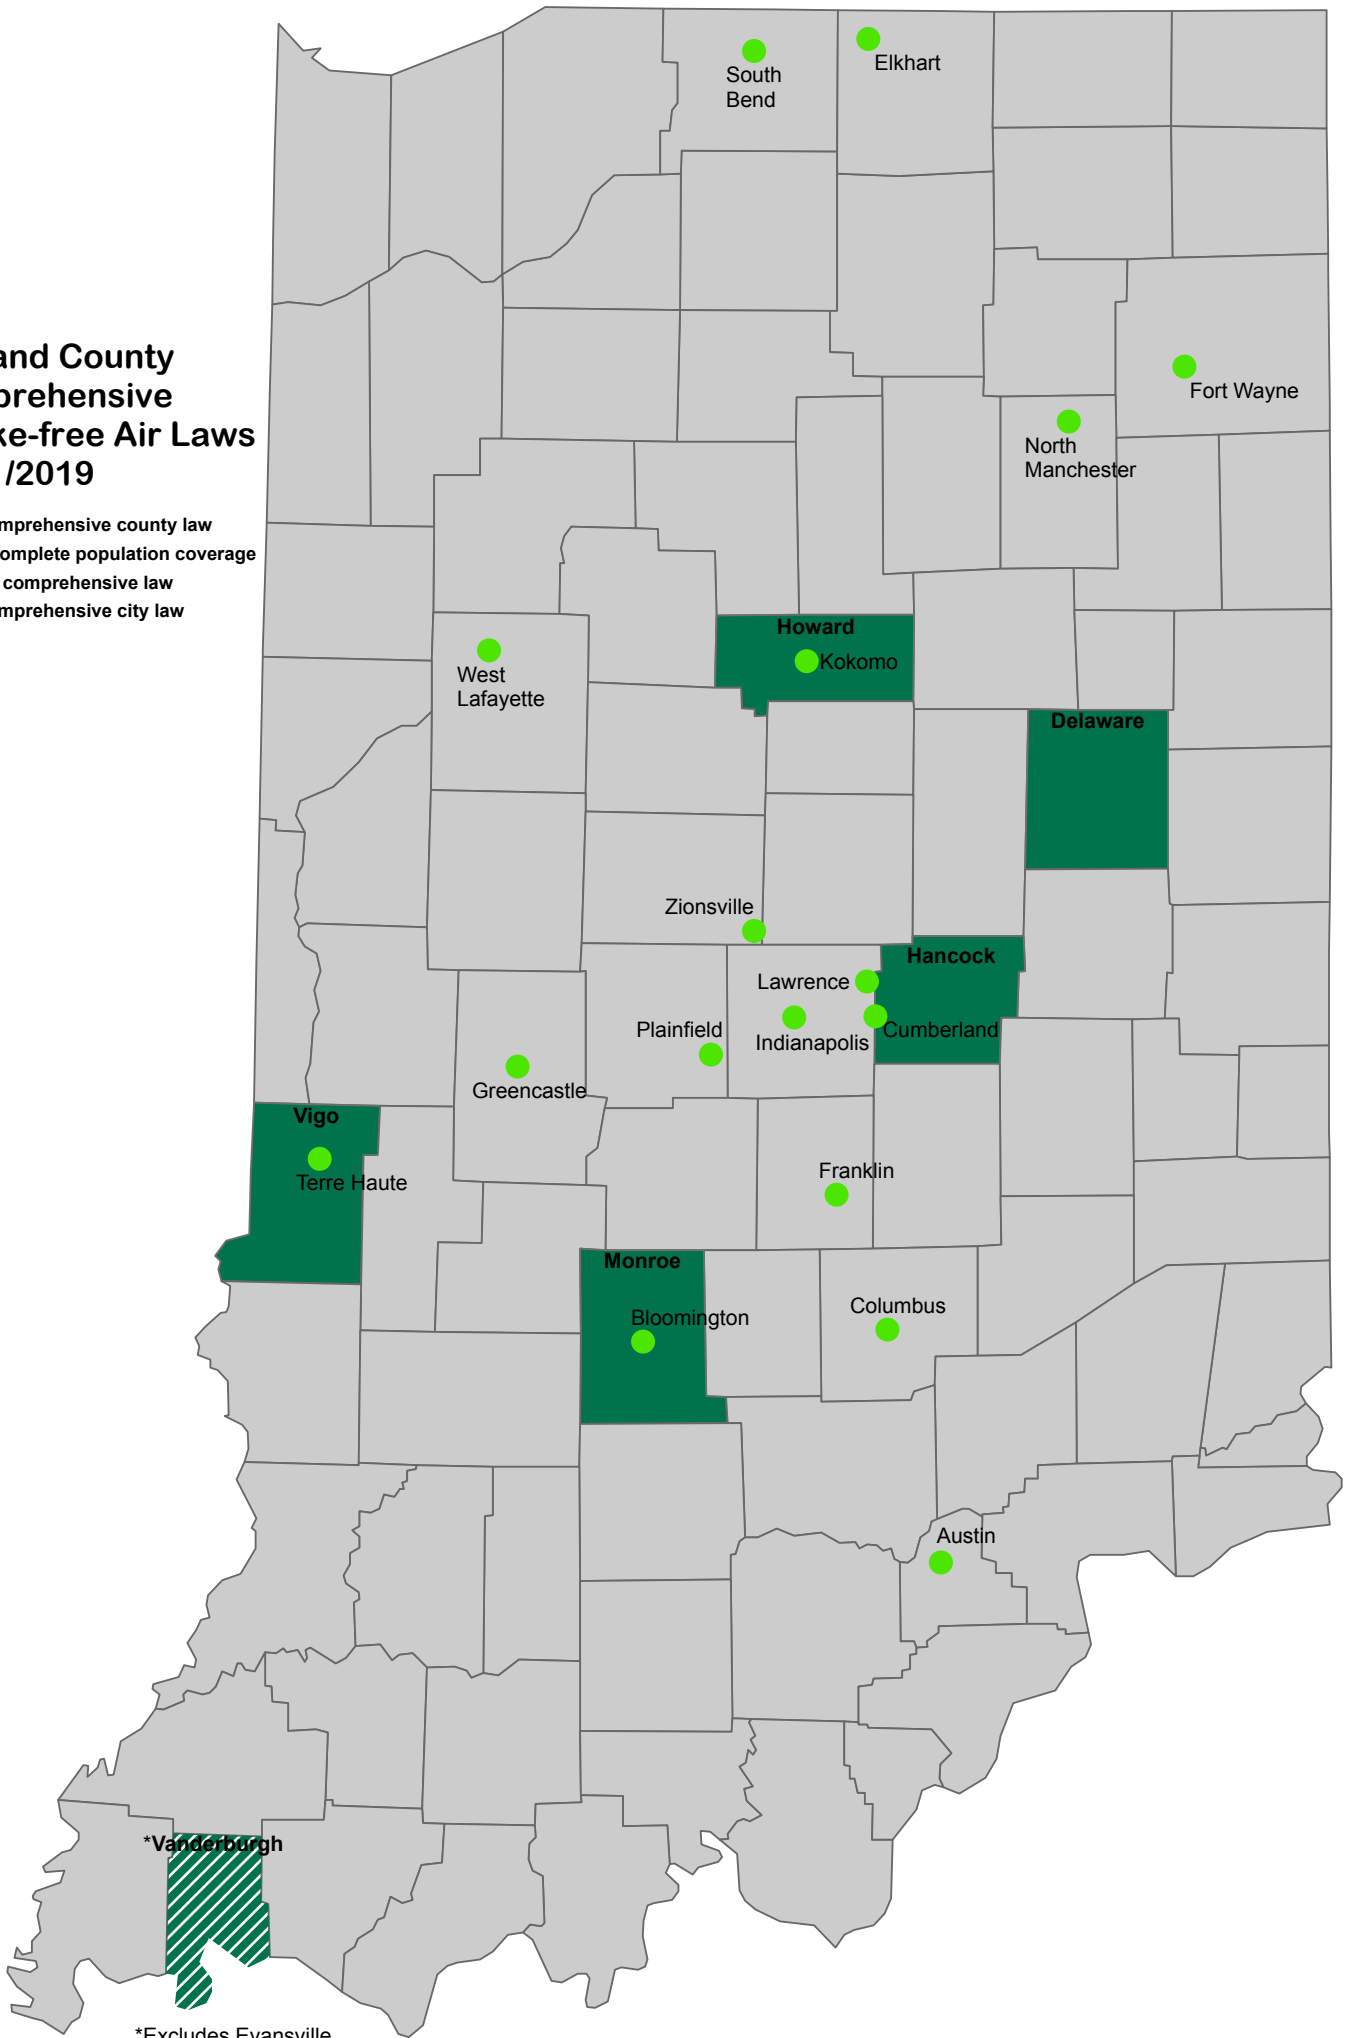 South
Bend
Elkhart
and County
prehensive
ke-free Air Laws
/2019
mprehensive county law
omplete population coverage
comprehensive law
mprehensive city law
Fort Wayne
North
Manchester
Howard
Kokomo
West
Lafayette
Delaware
Zionsville
Hancock
Lawrence
Cumberland
Plainfield
Indianapolis
Greencastle
Vigo
Terre Haute
Franklin
Monroe
Bloomington
Columbus
Austin
*Vanderburgh
*Excludes Evansville